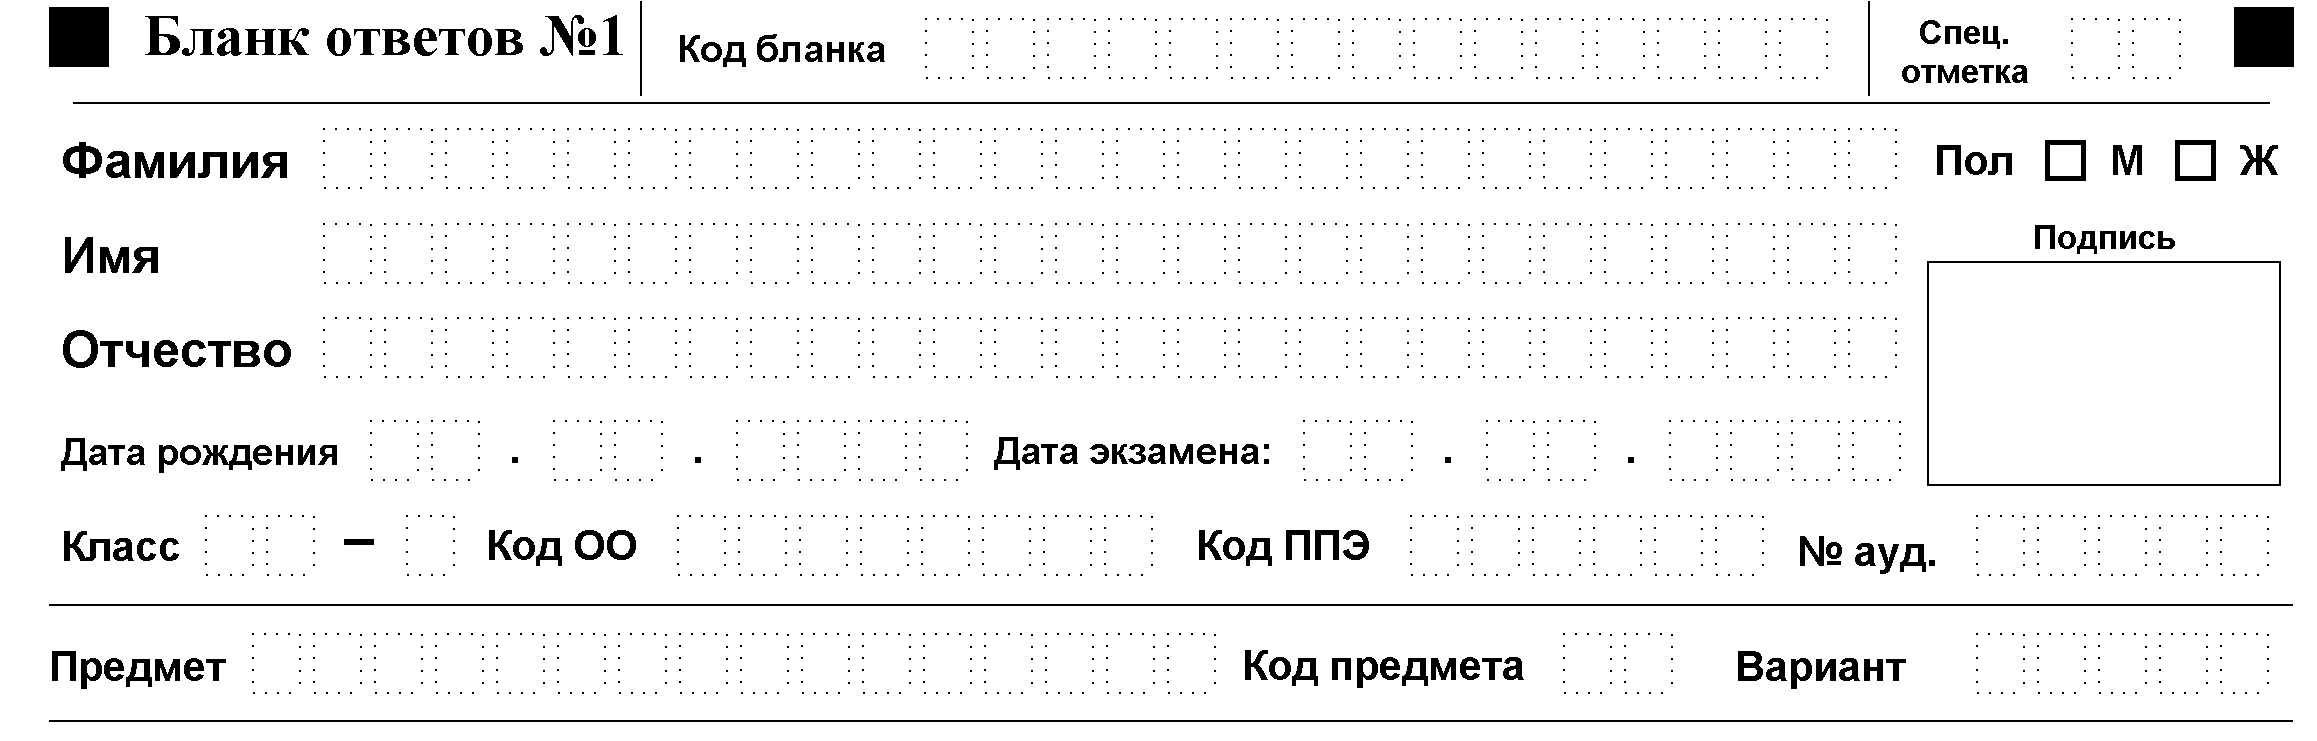 Бланк ответов №1 Код бланка Спец. отметка
Фамилия Пол М Ж
Имя Подпись
Отчество
Дата рождения . . Дата экзамена: . .
Класс – Код ОО Код ППЭ № ауд.
Предмет Код предмета Вариант